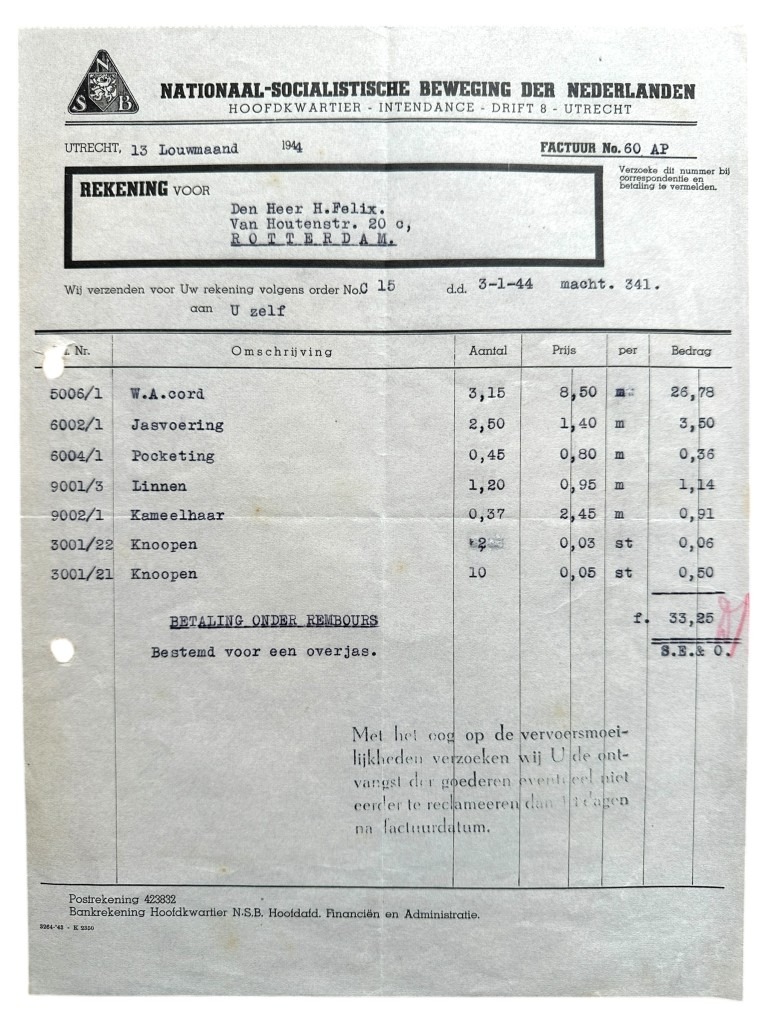 N
S B
NATIONAAL-SOCIALISTISCHE BEWEGING DER NEDERLANDEN
HOOFDKWARTIER - INTENDANCE - DRIFT 8 - UTRECHT
UTRECHT, 13 Louwmaand 1944 FACTUUR No. 60 AP
Verzoeke dit nummer bij
correspondentie en
betaling te vermelden.
REKENING VOOR
Den Heer H.Felix.
Van Houtenstr. 20 c,
ROTTERDAM.
Wij verzenden voor Uw rekening volgens order No. C 15 d.d. 3-1-44 macht. 341.
aan U zelf
Nr. Omschrijving Aantal Prijs per Bedrag
5006/1 W.A.cord 3,15 8,50 m 26,78
6002/1 Jasvoering 2,50 1,40 m 3,50
6004/1 Pocketing 0,45 0,80 m 0,36
9001/3 Linnen 1,20 0,95 m 1,14
9002/1 Kameelhaar 0,37 2,45 m 0,91
3001/22 Knoopen 2 0,03 st 0,06
3001/21 Knoopen 10 0,05 st 0,50
BETALING ONDER REMBOURS f. 33,25
Bestemd voor een overjas. S.E.& O.
Met het oog op de vervoersmoei-
lijkheden verzoeken wij U de ont-
vangst der goederen eventueel niet
eerder te reclameeren dan dagen
na factuurdatum.
Postrekening 423832
Bankrekening Hoofdkwartier N.S.B. Hoofdafd. Financiën en Administratie.
3264-'43 - K 2350